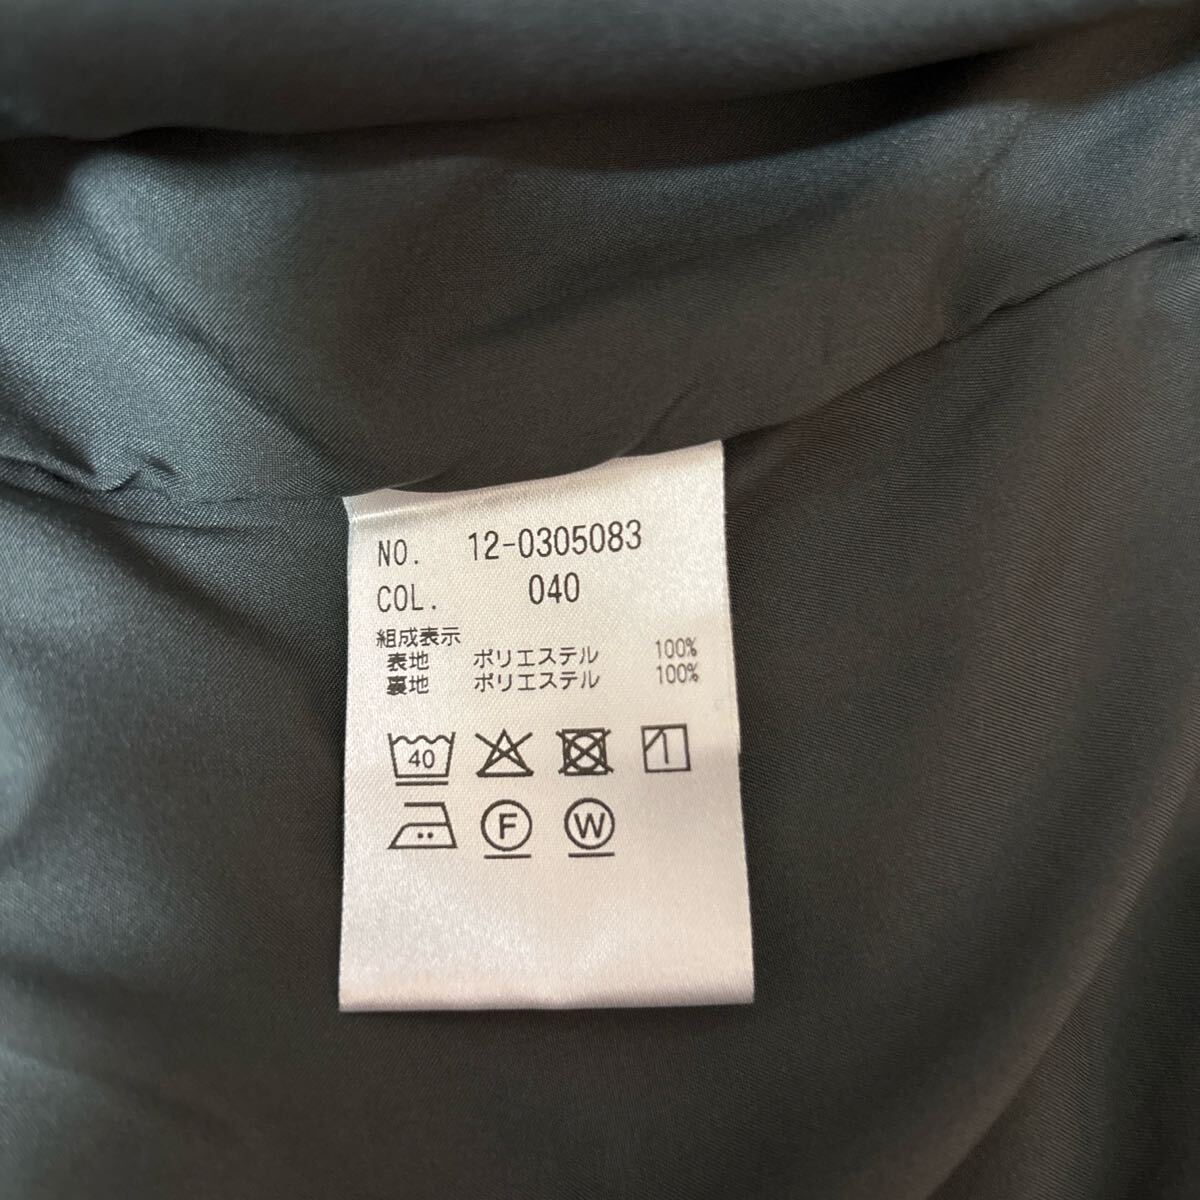 NO. 12-0305083
COL. 040
組成表示
表地 ポリエステル 100%
裏地 ポリエステル 100%
40
F W